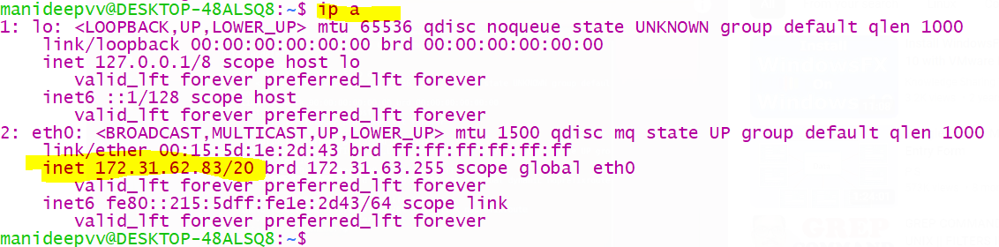 manideepvv@DESKTOP-48ALSQ8:~$ ip a
1: lo: <LOOPBACK,UP,LOWER_UP> mtu 65536 qdisc noqueue state UNKNOWN group default qlen 1000
    link/loopback 00:00:00:00:00:00 brd 00:00:00:00:00:00
    inet 127.0.0.1/8 scope host lo
       valid_lft forever preferred_lft forever
    inet6 ::1/128 scope host
       valid_lft forever preferred_lft forever
2: eth0: <BROADCAST,MULTICAST,UP,LOWER_UP> mtu 1500 qdisc mq state UP group default qlen 1000
    link/ether 00:15:5d:1e:2d:43 brd ff:ff:ff:ff:ff:ff
    inet 172.31.62.83/20 brd 172.31.63.255 scope global eth0
       valid_lft forever preferred_lft forever
    inet6 fe80::215:5dff:fe1e:2d43/64 scope link
       valid_lft forever preferred_lft forever
manideepvv@DESKTOP-48ALSQ8:~$